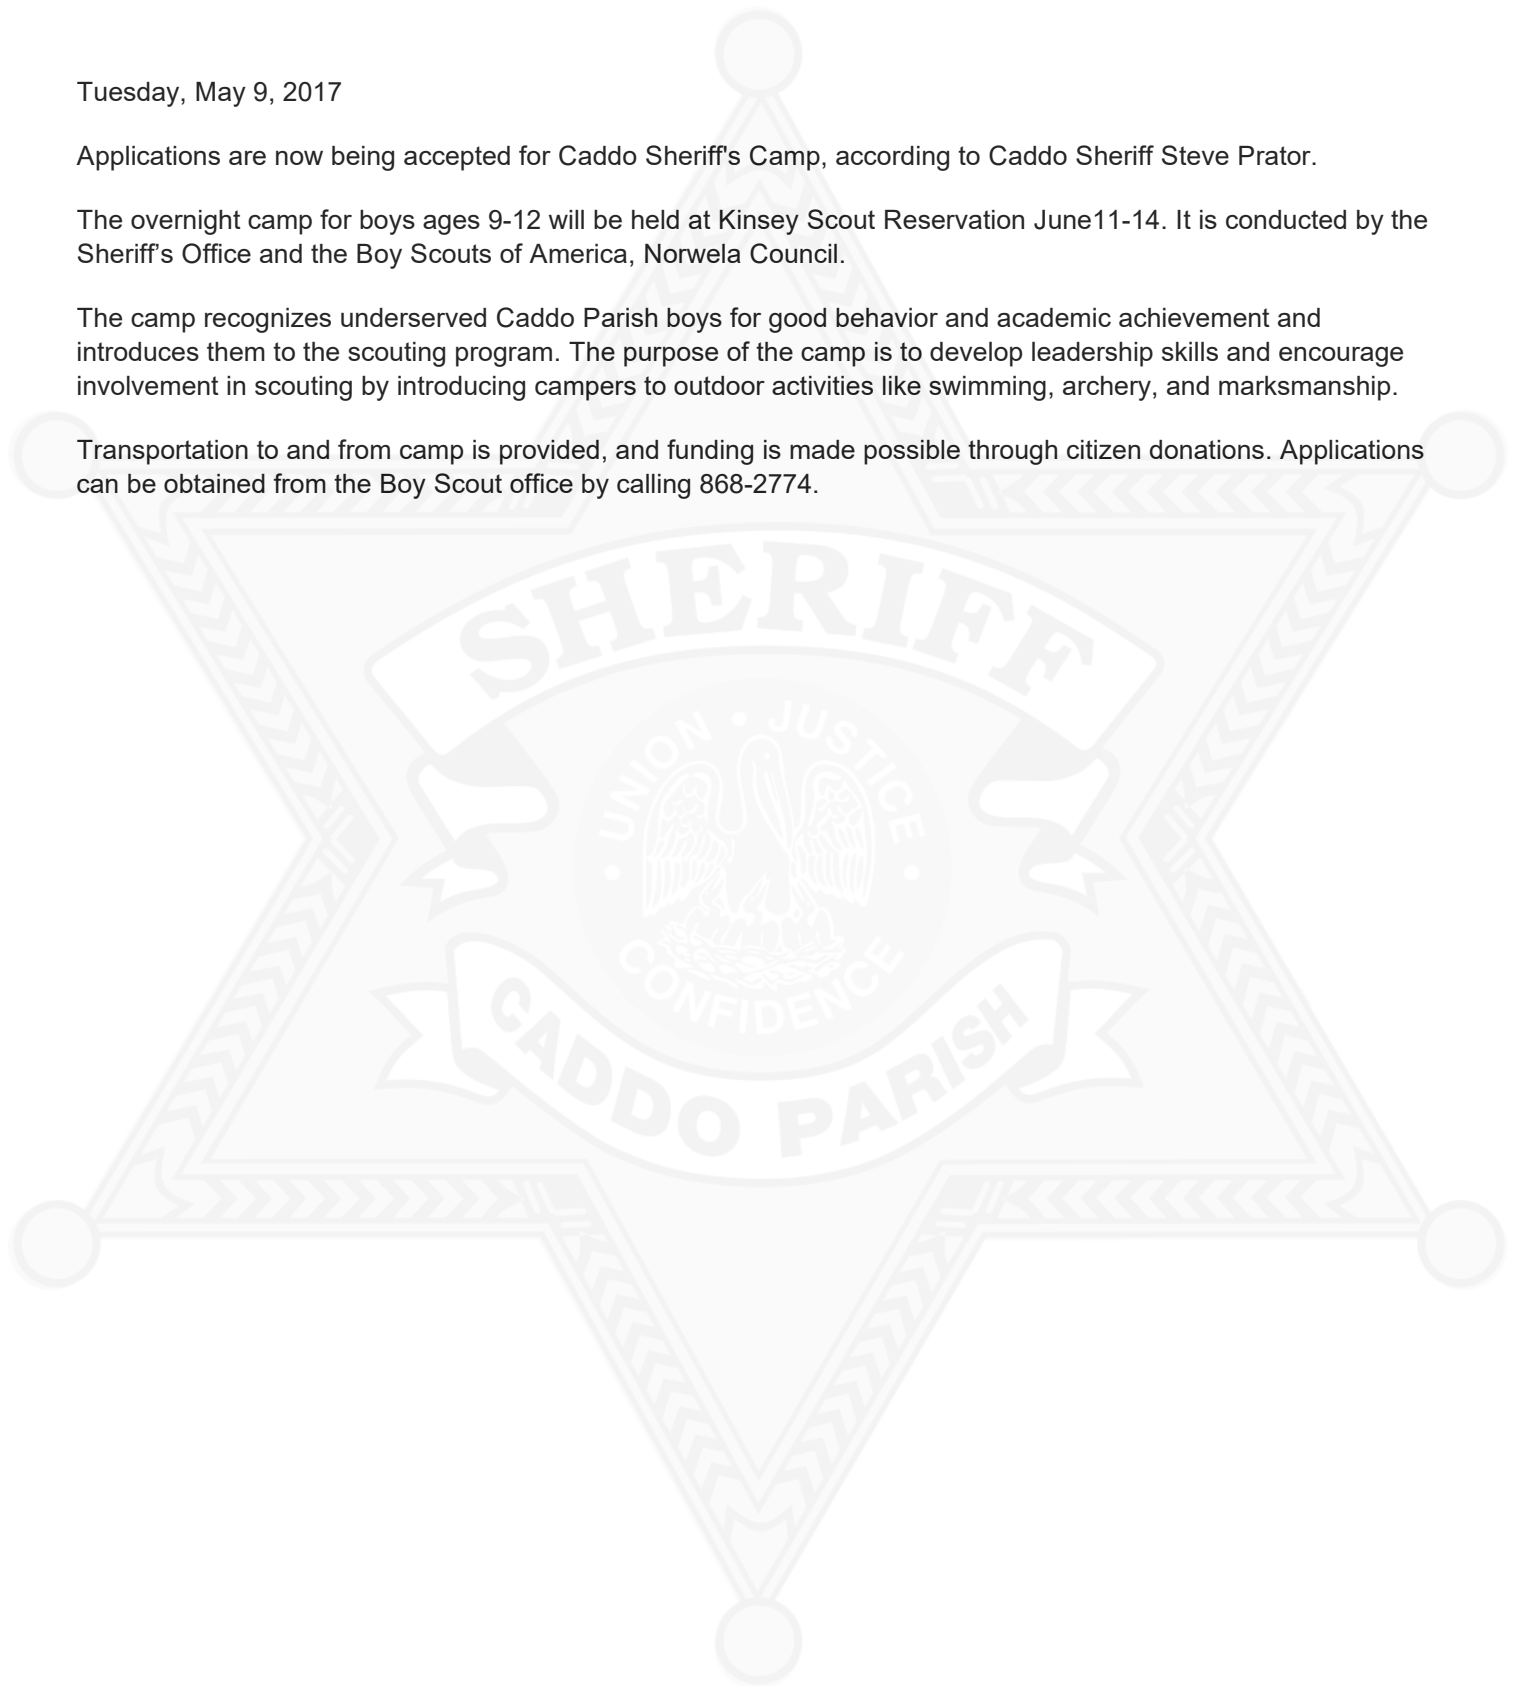 Tuesday, May 9, 2017
Applications are now being accepted for Caddo Sheriff's Camp, according to Caddo Sheriff Steve Prator.
The overnight camp for boys ages 9-12 will be held at Kinsey Scout Reservation June11-14. It is conducted by the
Sheriff’s Office and the Boy Scouts of America, Norwela Council.
The camp recognizes underserved Caddo Parish boys for good behavior and academic achievement and
introduces them to the scouting program. The purpose of the camp is to develop leadership skills and encourage
involvement in scouting by introducing campers to outdoor activities like swimming, archery, and marksmanship.
Transportation to and from camp is provided, and funding is made possible through citizen donations. Applications
can be obtained from the Boy Scout office by calling 868-2774.
SHERIFF
UNION • JUSTICE
• CONFIDENCE •
CADDO PARISH